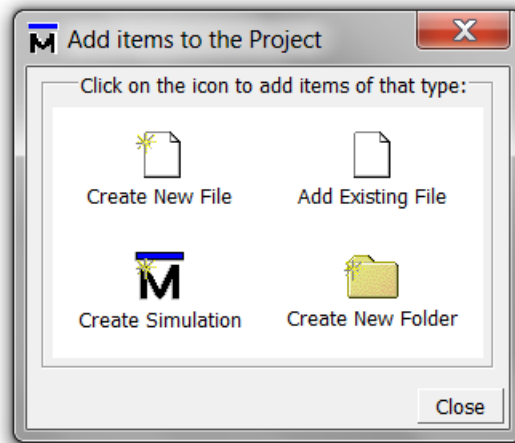 Add items to the Project
Click on the icon to add items of that type:
Create New File
Add Existing File
Create Simulation
Create New Folder
Close